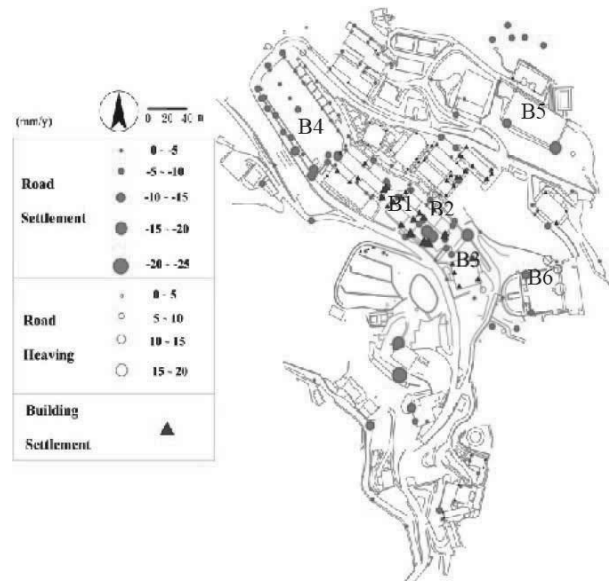 (mm/y)
0 20 40 m
Road
Settlement
0 ~ -5
-5 ~ -10
-10 ~ -15
-15 ~ -20
-20 ~ -25
Road
Heaving
0 ~ 5
5 ~ 10
10 ~ 15
15 ~ 20
Building
Settlement
B5
B4
B1
B2
B3
B6